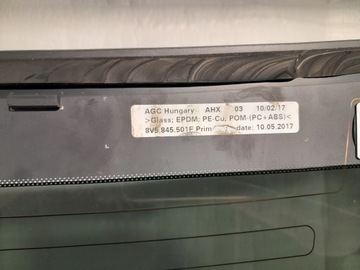 AGC Hungary AHX 03 10/02/17
>Glass; EPDM; PE-Cu; POM-(PC+ABS)<
8V5.845.501F Prim date: 10.05.2017